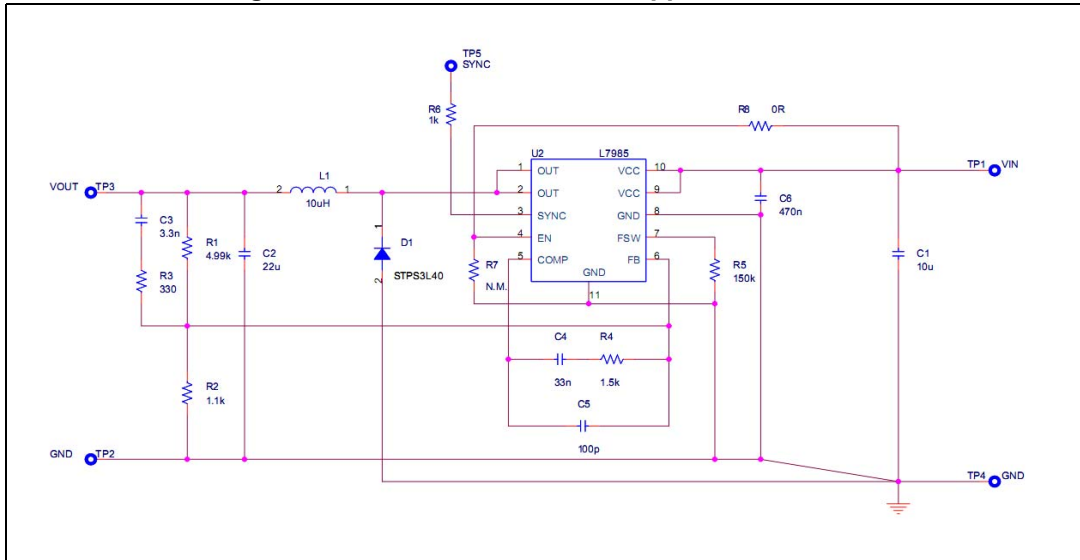 TP5
SYNC
R6
1k
R8 0R
U2 L7985
1 OUT VCC 10
2 OUT VCC 9
3 SYNC GND 8
4 EN FSW 7
5 COMP FB 6
GND
11
TP1 VIN
VOUT TP3
2 L1 1
10uH
C6
470n
C3
3.3n
R1
4.99k
C2
22u
1
D1
STPS3L40
2
R3
330
R7
N.M.
R5
150k
C1
10u
C4 R4
33n 1.5k
R2
1.1k
C5
100p
GND TP2
TP4 GND